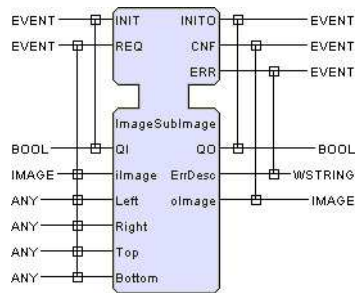 EVENT INIT INITO EVENT
EVENT REQ CNF EVENT
ERR EVENT
ImageSubImage
BOOL QI QO BOOL
IMAGE iImage ErrDesc WSTRING
ANY Left oImage IMAGE
ANY Right
ANY Top
ANY Bottom